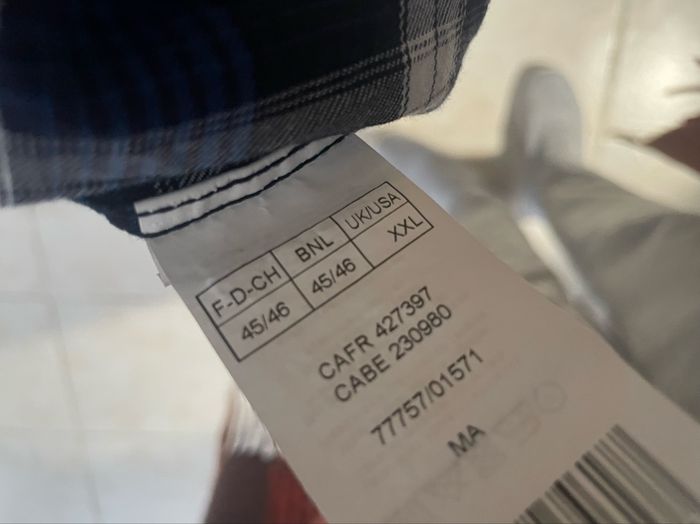 F-D-CH BNL UK/USA
45/46 45/46 XXL
CAFR 427397
CABE 230980
77757/01571
MA